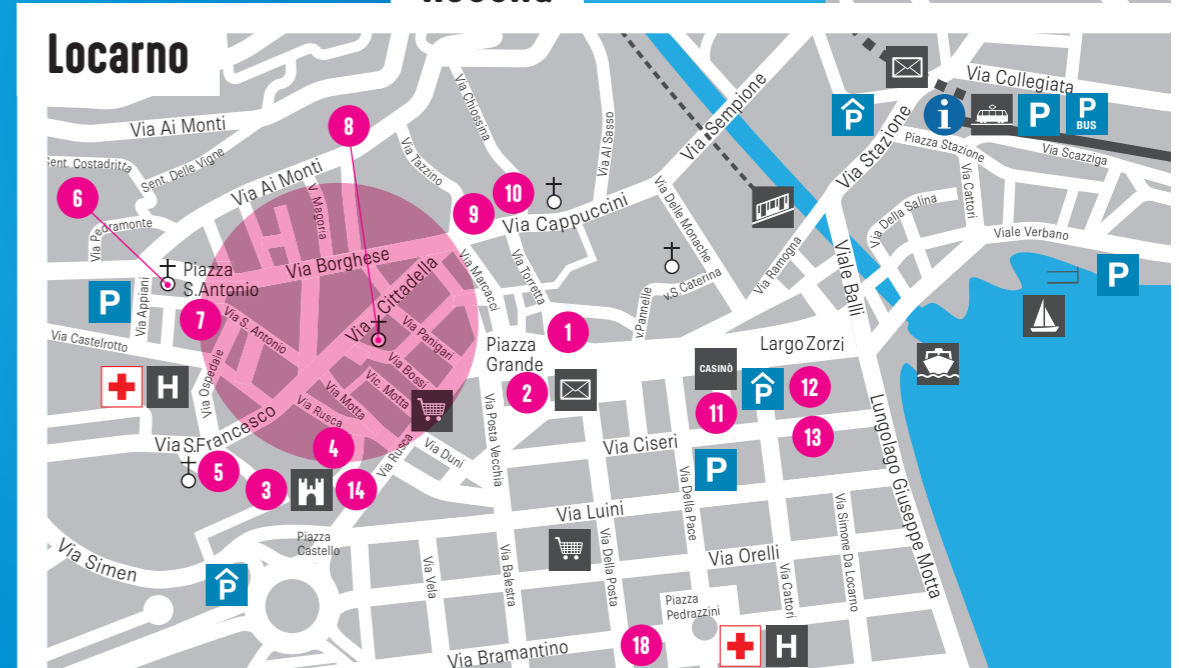 Locarno
Via Collegiata
P
i
P
P
BUS
Piazza Stazione
Via Scazziga
Via Stazione
Via Cattori
Via Sempione
Via Chiossina
Via Al Sasso
Via Ai Monti
8
Via Tazzino
Sent. Costadritta
Sent. Delle Vigne
Via Ai Monti
6
10
9
Via Cappuccini
Via Delle Monache
Via Della Salina
V. Magoria
Via Pedramonte
Viale Verbano
Via Borghese
Via Ramogna
Viale Balli
Piazza
S.Antonio
Via Cittadella
Via Marcacci
Via Torretta
v.S.Caterina
P
P
Via Appiani
7
Via S. Antonio
Via Panigari
v.Pannelle
1
Via Castelrotto
Piazza
Grande
Largo Zorzi
Via Ospedale
Via Bossi
Vic. Motta
Via Motta
CASINÒ
H
2
P
12
Via Rusca
11
Via S.Francesco
Via Posta Vecchia
Lungolago Giuseppe Motta
4
Via Rusca
Via Duni
Via Ciseri
13
5
3
14
P
Via Della Pace
Via Luini
Via Simone Da Locarno
Piazza
Castello
Via Simen
Via Vela
Via Balestra
Via Della Posta
Via Orelli
Via Cattori
P
Piazza
Pedrazzini
18
H
Via Bramantino